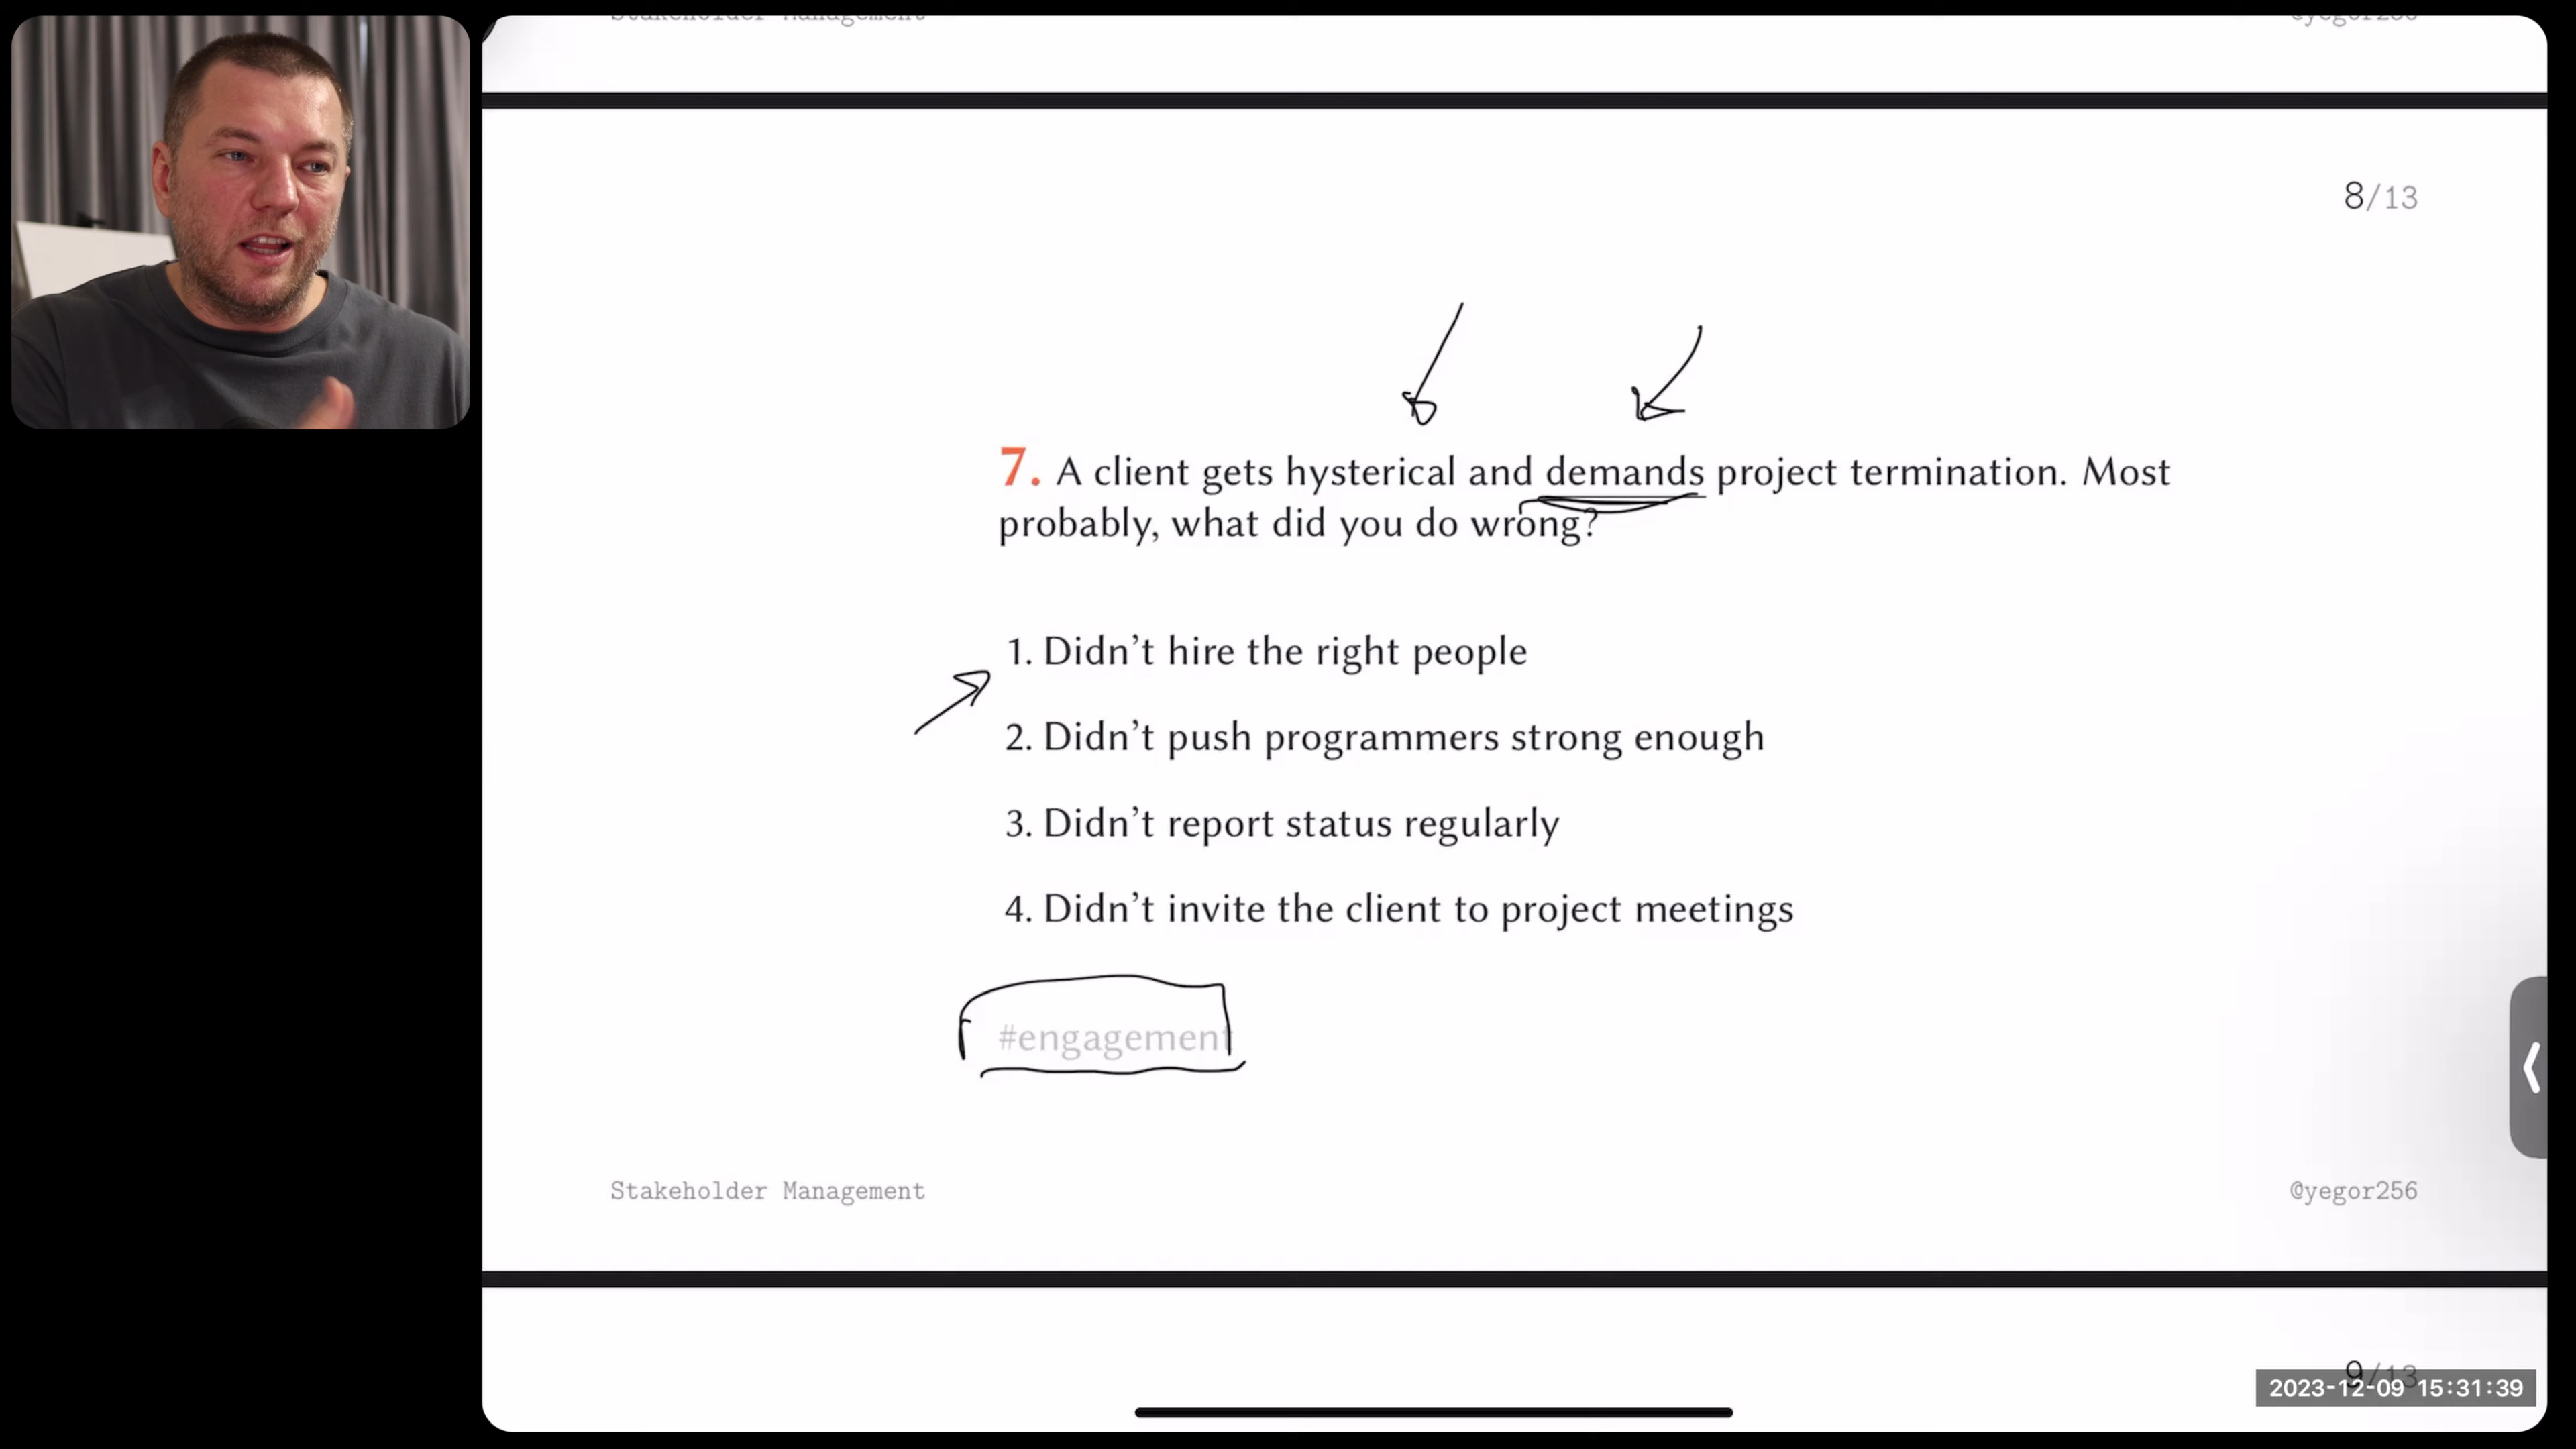 8/13
7. A client gets hysterical and demands project termination. Most
probably, what did you do wrong?
1. Didn't hire the right people
2. Didn't push programmers strong enough
3. Didn't report status regularly
4. Didn't invite the client to project meetings
#engagement
Stakeholder Management
@yegor256
9/13
2023-12-09 15:31:39